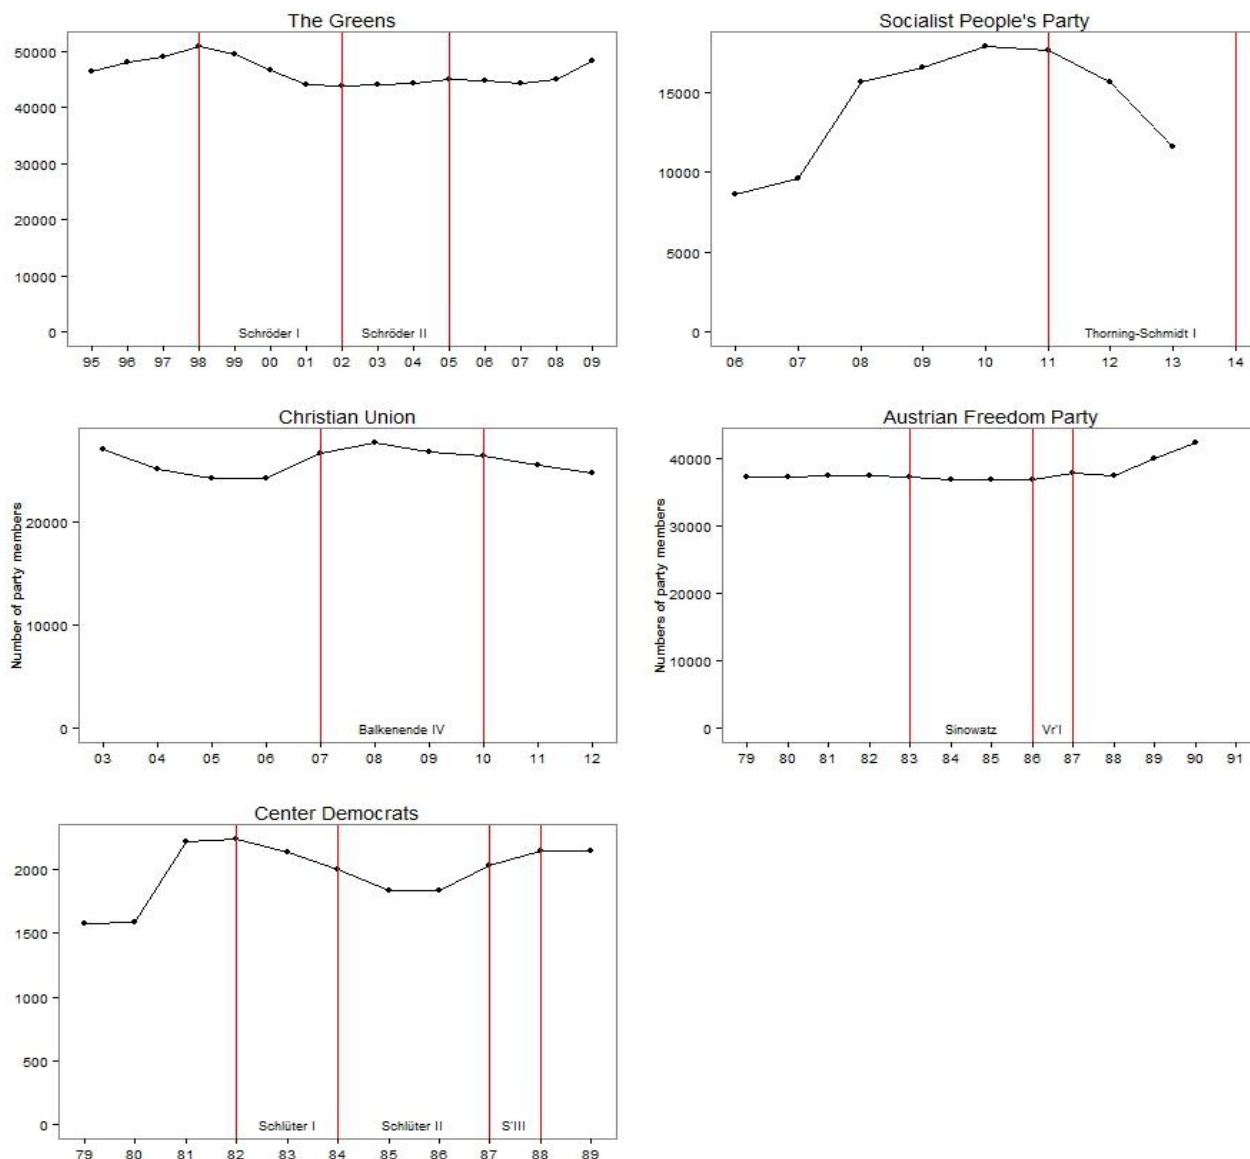 The Greens
50000
40000
30000
20000
10000
0
Schröder I Schröder II
95 96 97 98 99 00 01 02 03 04 05 06 07 08 09
Socialist People's Party
15000
10000
5000
0
Thorning-Schmidt I
06 07 08 09 10 11 12 13 14
Christian Union
Number of party members
20000
10000
0
Balkenende IV
03 04 05 06 07 08 09 10 11 12
Austrian Freedom Party
Numbers of party members
40000
30000
20000
10000
0
Sinowatz Vr'I
79 80 81 82 83 84 85 86 87 88 89 90 91
Center Democrats
2000
1500
1000
500
0
Schlüter I Schlüter II S'III
79 80 81 82 83 84 85 86 87 88 89